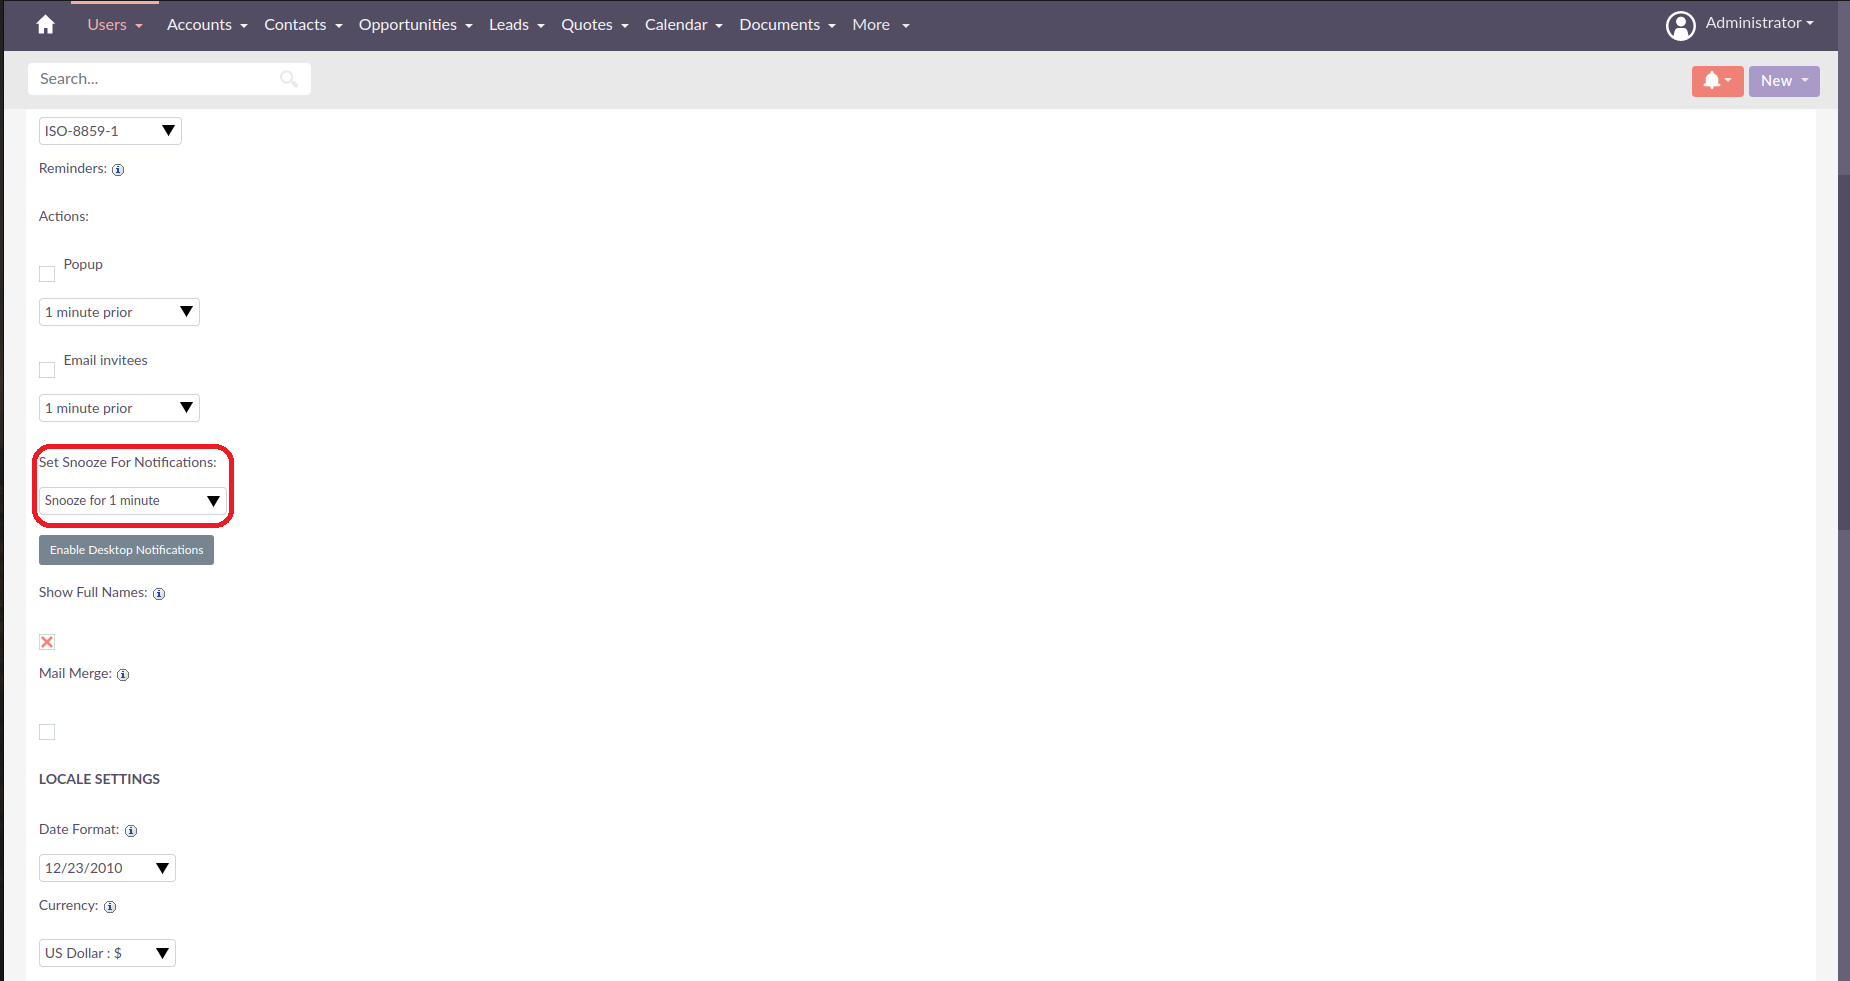 Users Accounts Contacts Opportunities Leads Quotes Calendar Documents More Administrator
Search... New
ISO-8859-1
Reminders:
Actions:
Popup
1 minute prior
Email invitees
1 minute prior
Set Snooze For Notifications:
Snooze for 1 minute
Enable Desktop Notifications
Show Full Names:
Mail Merge:
LOCALE SETTINGS
Date Format:
12/23/2010
Currency:
US Dollar : $